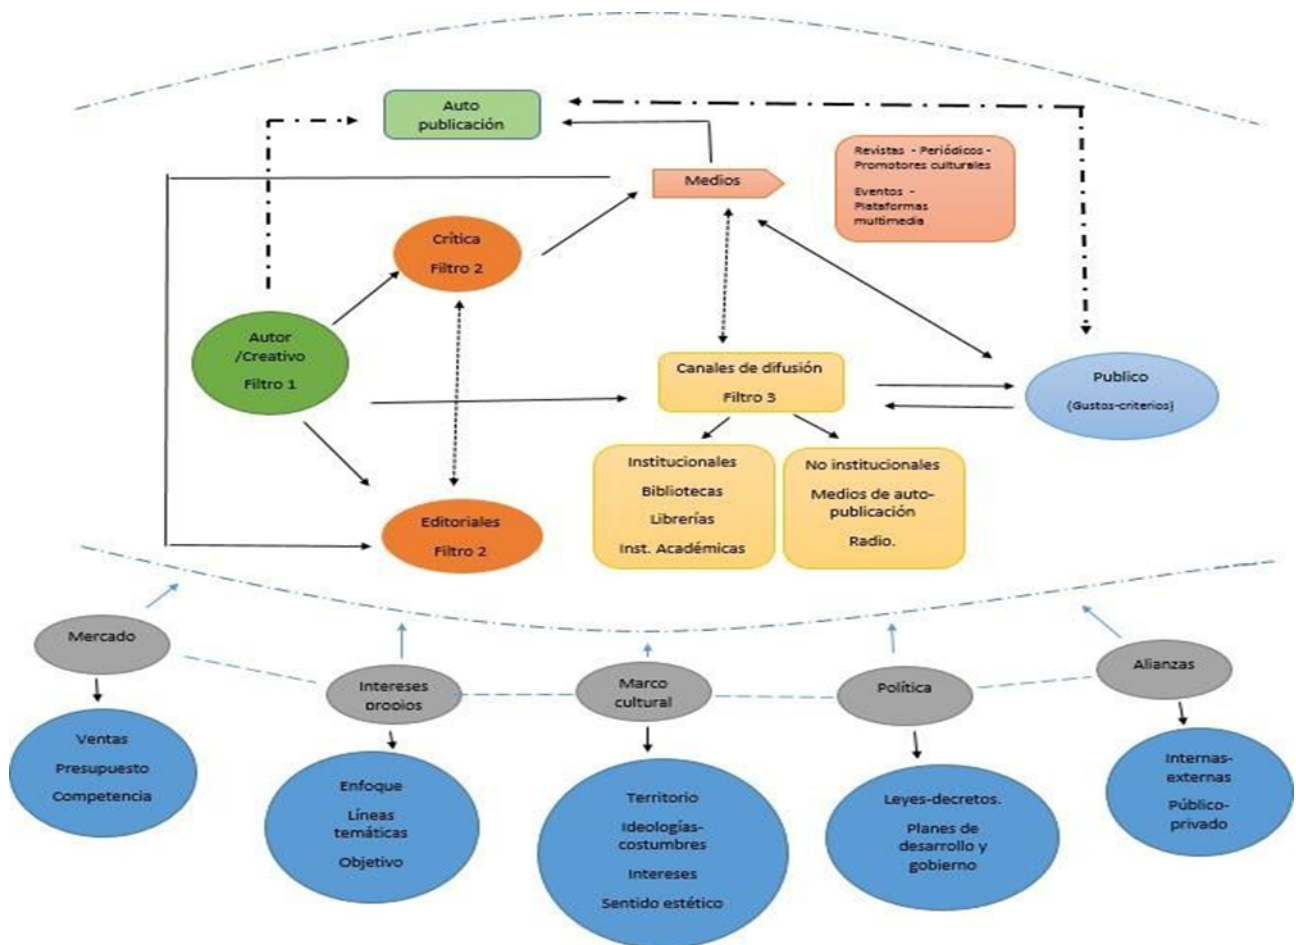 Auto
publicación
Medios
Revistas - Periódicos -
Promotores culturales
Eventos -
Plataformas
multimedia
Crítica
Filtro 2
Autor
/Creativo
Filtro 1
Canales de difusión
Filtro 3
Publico
(Gustos-criterios)
Institucionales
Bibliotecas
Librerías
Inst. Académicas
No institucionales
Medios de auto-
publicación
Radio.
Editoriales
Filtro 2
Mercado
Intereses
propios
Marco
cultural
Política
Alianzas
Ventas
Presupuesto
Competencia
Enfoque
Líneas
temáticas
Objetivo
Territorio
Ideologías-
costumbres
Intereses
Sentido estético
Leyes-decretos.
Planes de
desarrollo y
gobierno
Internas-
externas
Público-
privado